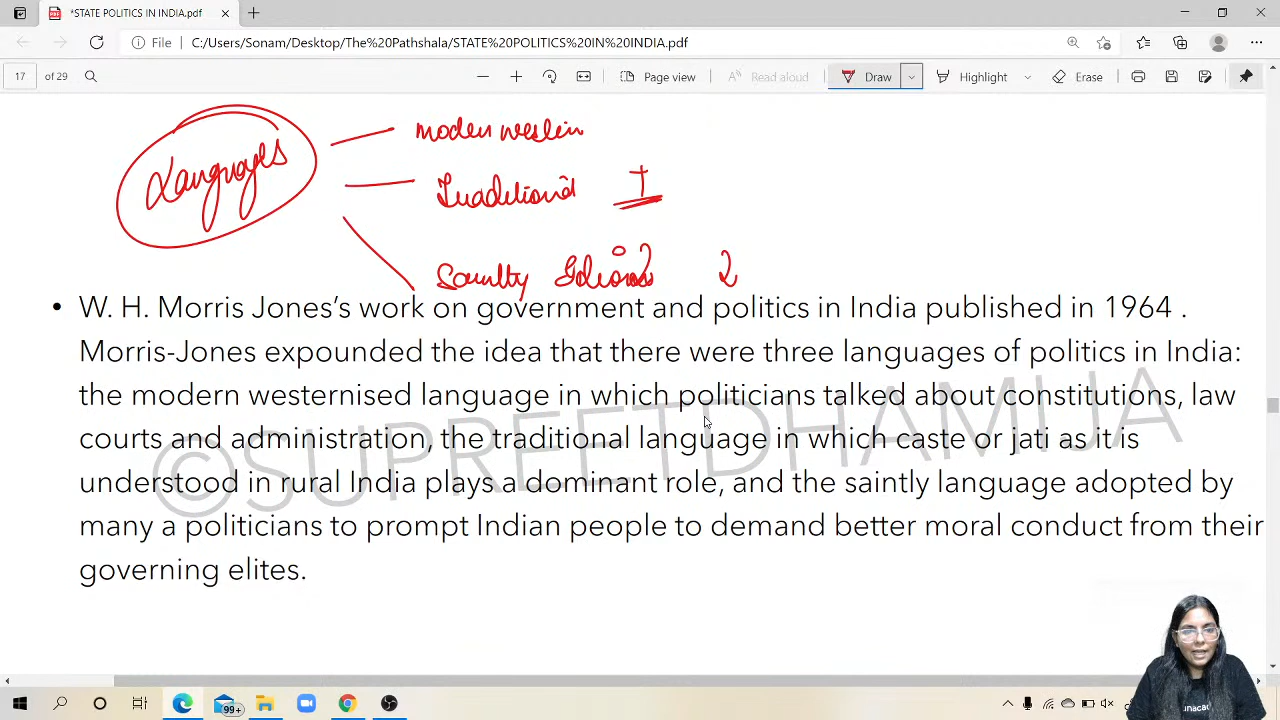 *STATE POLITICS IN INDIA.pdf
File C:/Users/Sonam/Desktop/The%20Pathshala/STATE%20POLITICS%20IN%20INDIA.pdf
17 of 29 Page view Read aloud Draw Highlight Erase
Languages
modern western
Traditional
Saintly
• W. H. Morris Jones’s work on government and politics in India published in 1964 .
Morris-Jones expounded the idea that there were three languages of politics in India:
the modern westernised language in which politicians talked about constitutions, law
courts and administration, the traditional language in which caste or jati as it is
understood in rural India plays a dominant role, and the saintly language adopted by
many a politicians to prompt Indian people to demand better moral conduct from their
governing elites.
©SUPREETDHAMIJA
99+